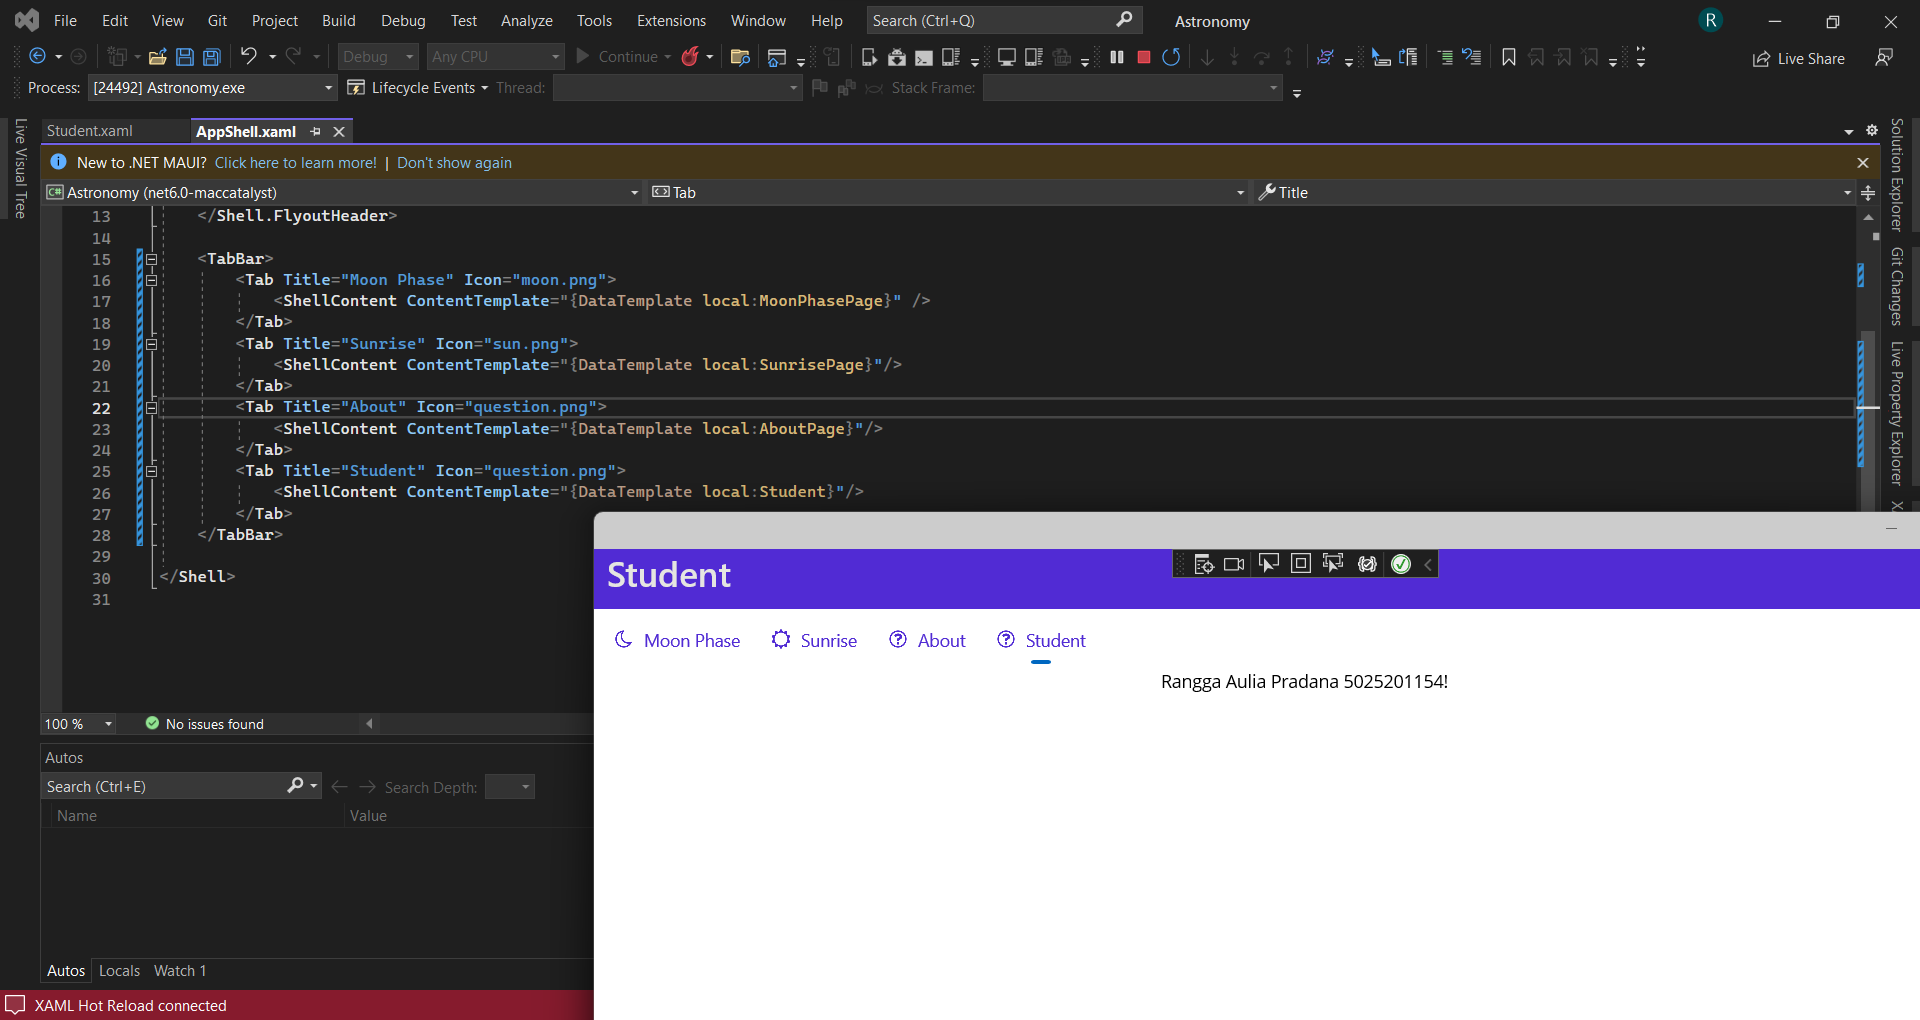 File Edit View Git Project Build Debug Test Analyze Tools Extensions Window Help Search (Ctrl+Q) Astronomy R
Debug Any CPU Continue Live Share
Process: [24492] Astronomy.exe Lifecycle Events Thread: Stack Frame:
Live Visual Tree
Student.xaml AppShell.xaml
New to .NET MAUI? Click here to learn more! | Don't show again
C# Astronomy (net6.0-maccatalyst) Tab Title
13 </Shell.FlyoutHeader>
14
15 <TabBar>
16 <Tab Title="Moon Phase" Icon="moon.png">
17 <ShellContent ContentTemplate="{DataTemplate local:MoonPhasePage}" />
18 </Tab>
19 <Tab Title="Sunrise" Icon="sun.png">
20 <ShellContent ContentTemplate="{DataTemplate local:SunrisePage}"/>
21 </Tab>
22 <Tab Title="About" Icon="question.png">
23 <ShellContent ContentTemplate="{DataTemplate local:AboutPage}"/>
24 </Tab>
25 <Tab Title="Student" Icon="question.png">
26 <ShellContent ContentTemplate="{DataTemplate local:Student}"/>
27 </Tab>
28 </TabBar>
29
30 </Shell>
31
Solution Explorer
Git Changes
Live Property Explorer
Student
Moon Phase Sunrise About Student
Rangga Aulia Pradana 5025201154!
100 % No issues found
Autos
Search (Ctrl+E) Search Depth:
Name Value
Autos Locals Watch 1
XAML Hot Reload connected